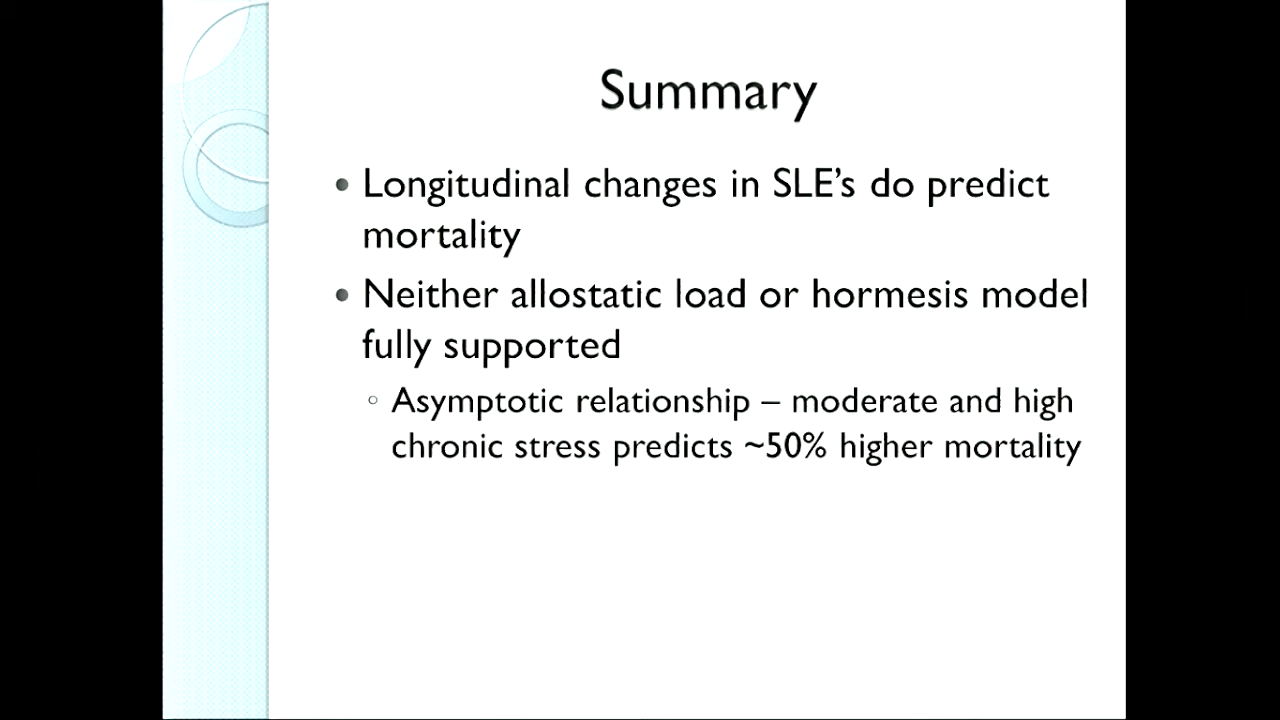 Summary
• Longitudinal changes in SLE’s do predict
mortality
• Neither allostatic load or hormesis model
fully supported
◦ Asymptotic relationship – moderate and high
chronic stress predicts ~50% higher mortality